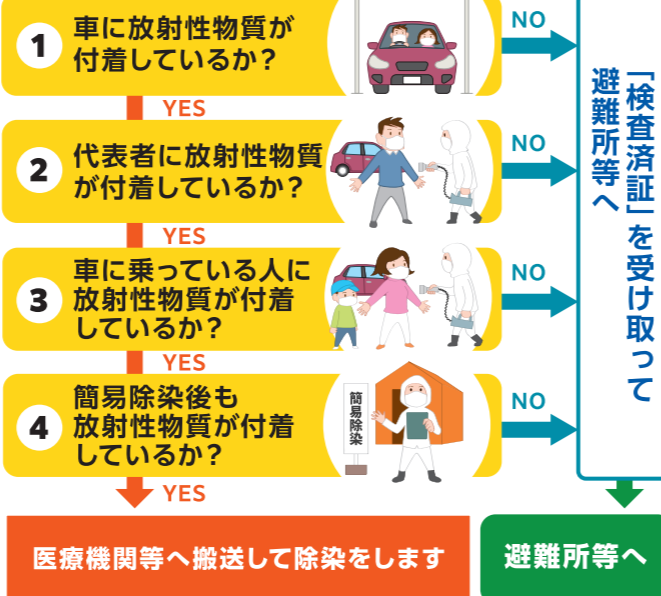 1
車に放射性物質が
付着しているか？
NO
YES
2
代表者に放射性物質
が付着しているか？
NO
YES
3
車に乗っている人に
放射性物質が付着
しているか？
NO
YES
4
簡易除染後も
放射性物質が付着
しているか？
簡易除染
NO
YES
「検査済証」を受け取って
避難所等へ
医療機関等へ搬送して除染をします
避難所等へ